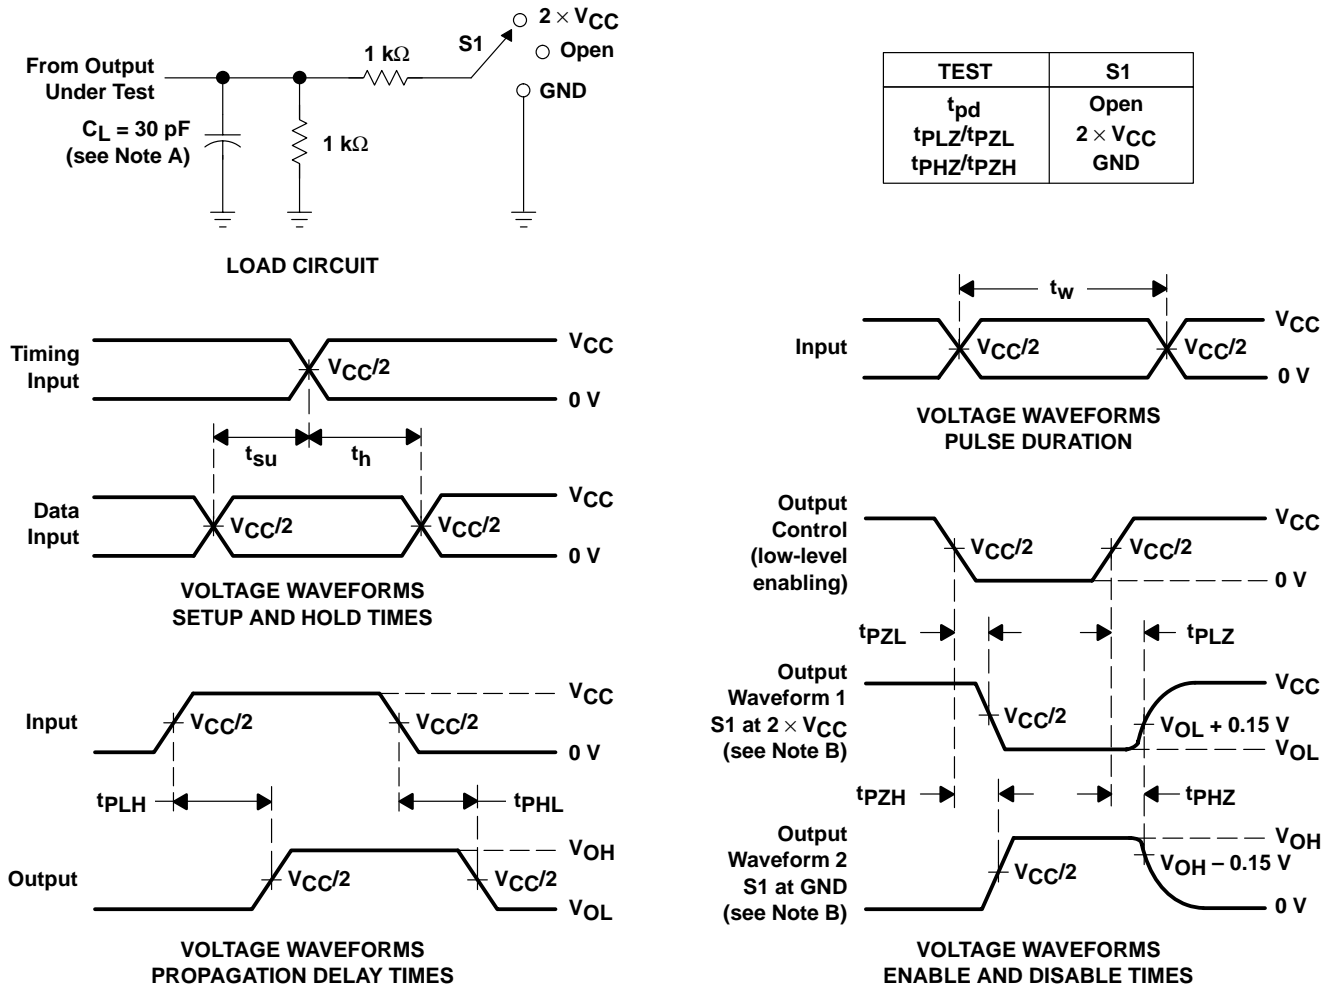 2 × VCC
S1
Open
1 kΩ
From Output
Under Test
GND
CL = 30 pF
(see Note A)
1 kΩ
LOAD CIRCUIT
TEST S1
tpd Open
tPLZ/tPZL 2 × VCC
tPHZ/tPZH GND
tw
Input
VCC/2 VCC/2
VCC
0 V
VOLTAGE WAVEFORMS
PULSE DURATION
Timing
Input
VCC/2
VCC
0 V
tsu th
Data
Input
VCC/2 VCC/2
VCC
0 V
VOLTAGE WAVEFORMS
SETUP AND HOLD TIMES
Input
VCC/2 VCC/2
VCC
0 V
tPLH tPHL
Output
VCC/2 VCC/2
VOH
VOL
VOLTAGE WAVEFORMS
PROPAGATION DELAY TIMES
Output
Control
(low-level
enabling)
VCC/2 VCC/2
VCC
0 V
tPZL tPLZ
Output
Waveform 1
S1 at 2 × VCC
(see Note B)
VCC/2
VCC
VOL + 0.15 V
VOL
tPZH tPHZ
Output
Waveform 2
S1 at GND
(see Note B)
VCC/2
VOH
VOH – 0.15 V
0 V
VOLTAGE WAVEFORMS
ENABLE AND DISABLE TIMES